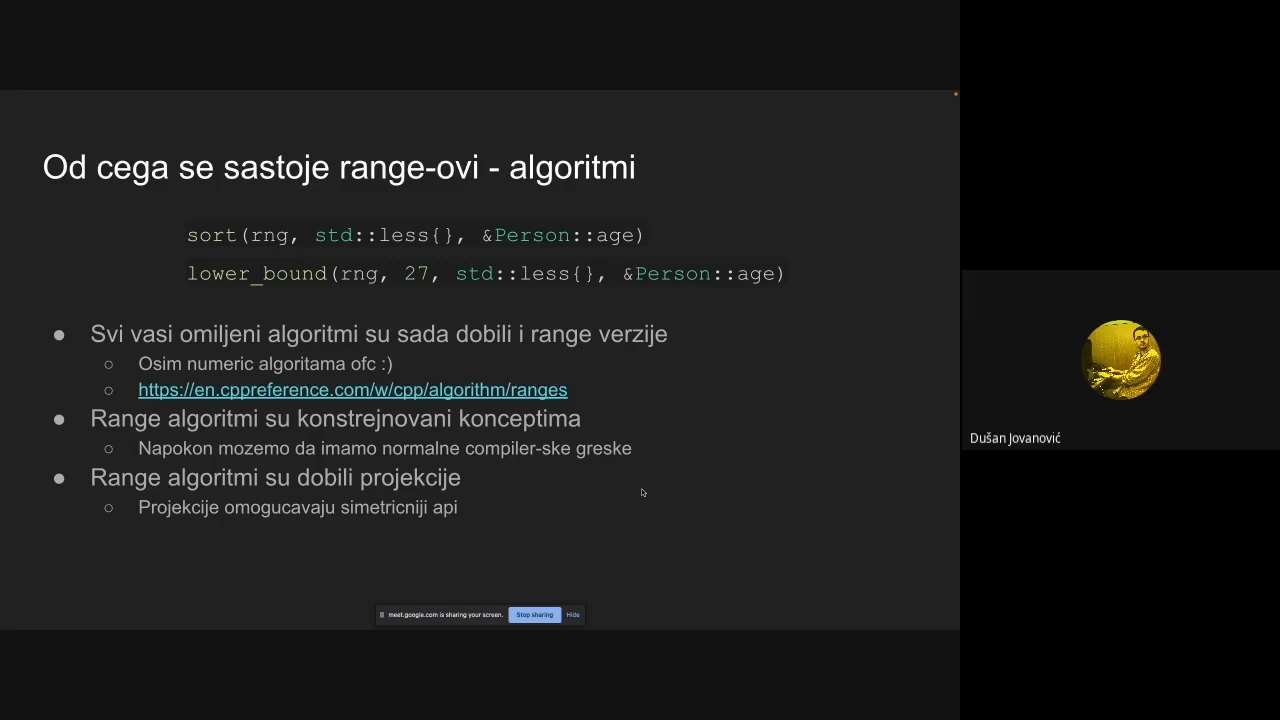 Od cega se sastoje range-ovi - algoritmi
sort(rng, std::less{}, &Person::age)
lower_bound(rng, 27, std::less{}, &Person::age)
● Svi vasi omiljeni algoritmi su sada dobili i range verzije
○ Osim numeric algoritama ofc :)
○ https://en.cppreference.com/w/cpp/algorithm/ranges
● Range algoritmi su konstrejnovani konceptima
○ Napokon mozemo da imamo normalne compiler-ske greske
● Range algoritmi su dobili projekcije
○ Projekcije omogucavaju simetricniji api
meet.google.com is sharing your screen. Stop sharing Hide
Dušan Jovanović